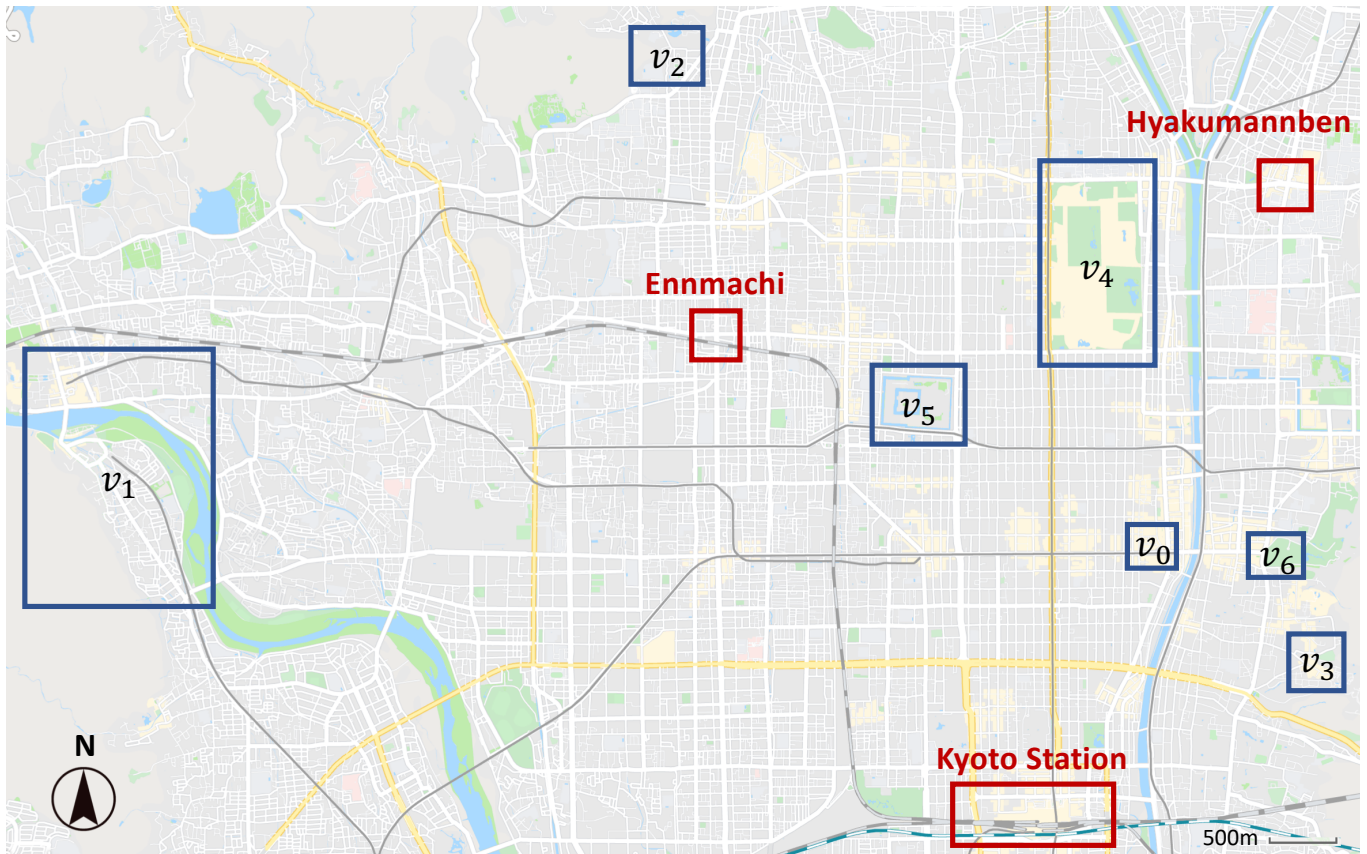 v₂
Hyakumannben
v₄
Ennmachi
v₅
v₁
v₀
v₆
v₃
N
Kyoto Station
500m